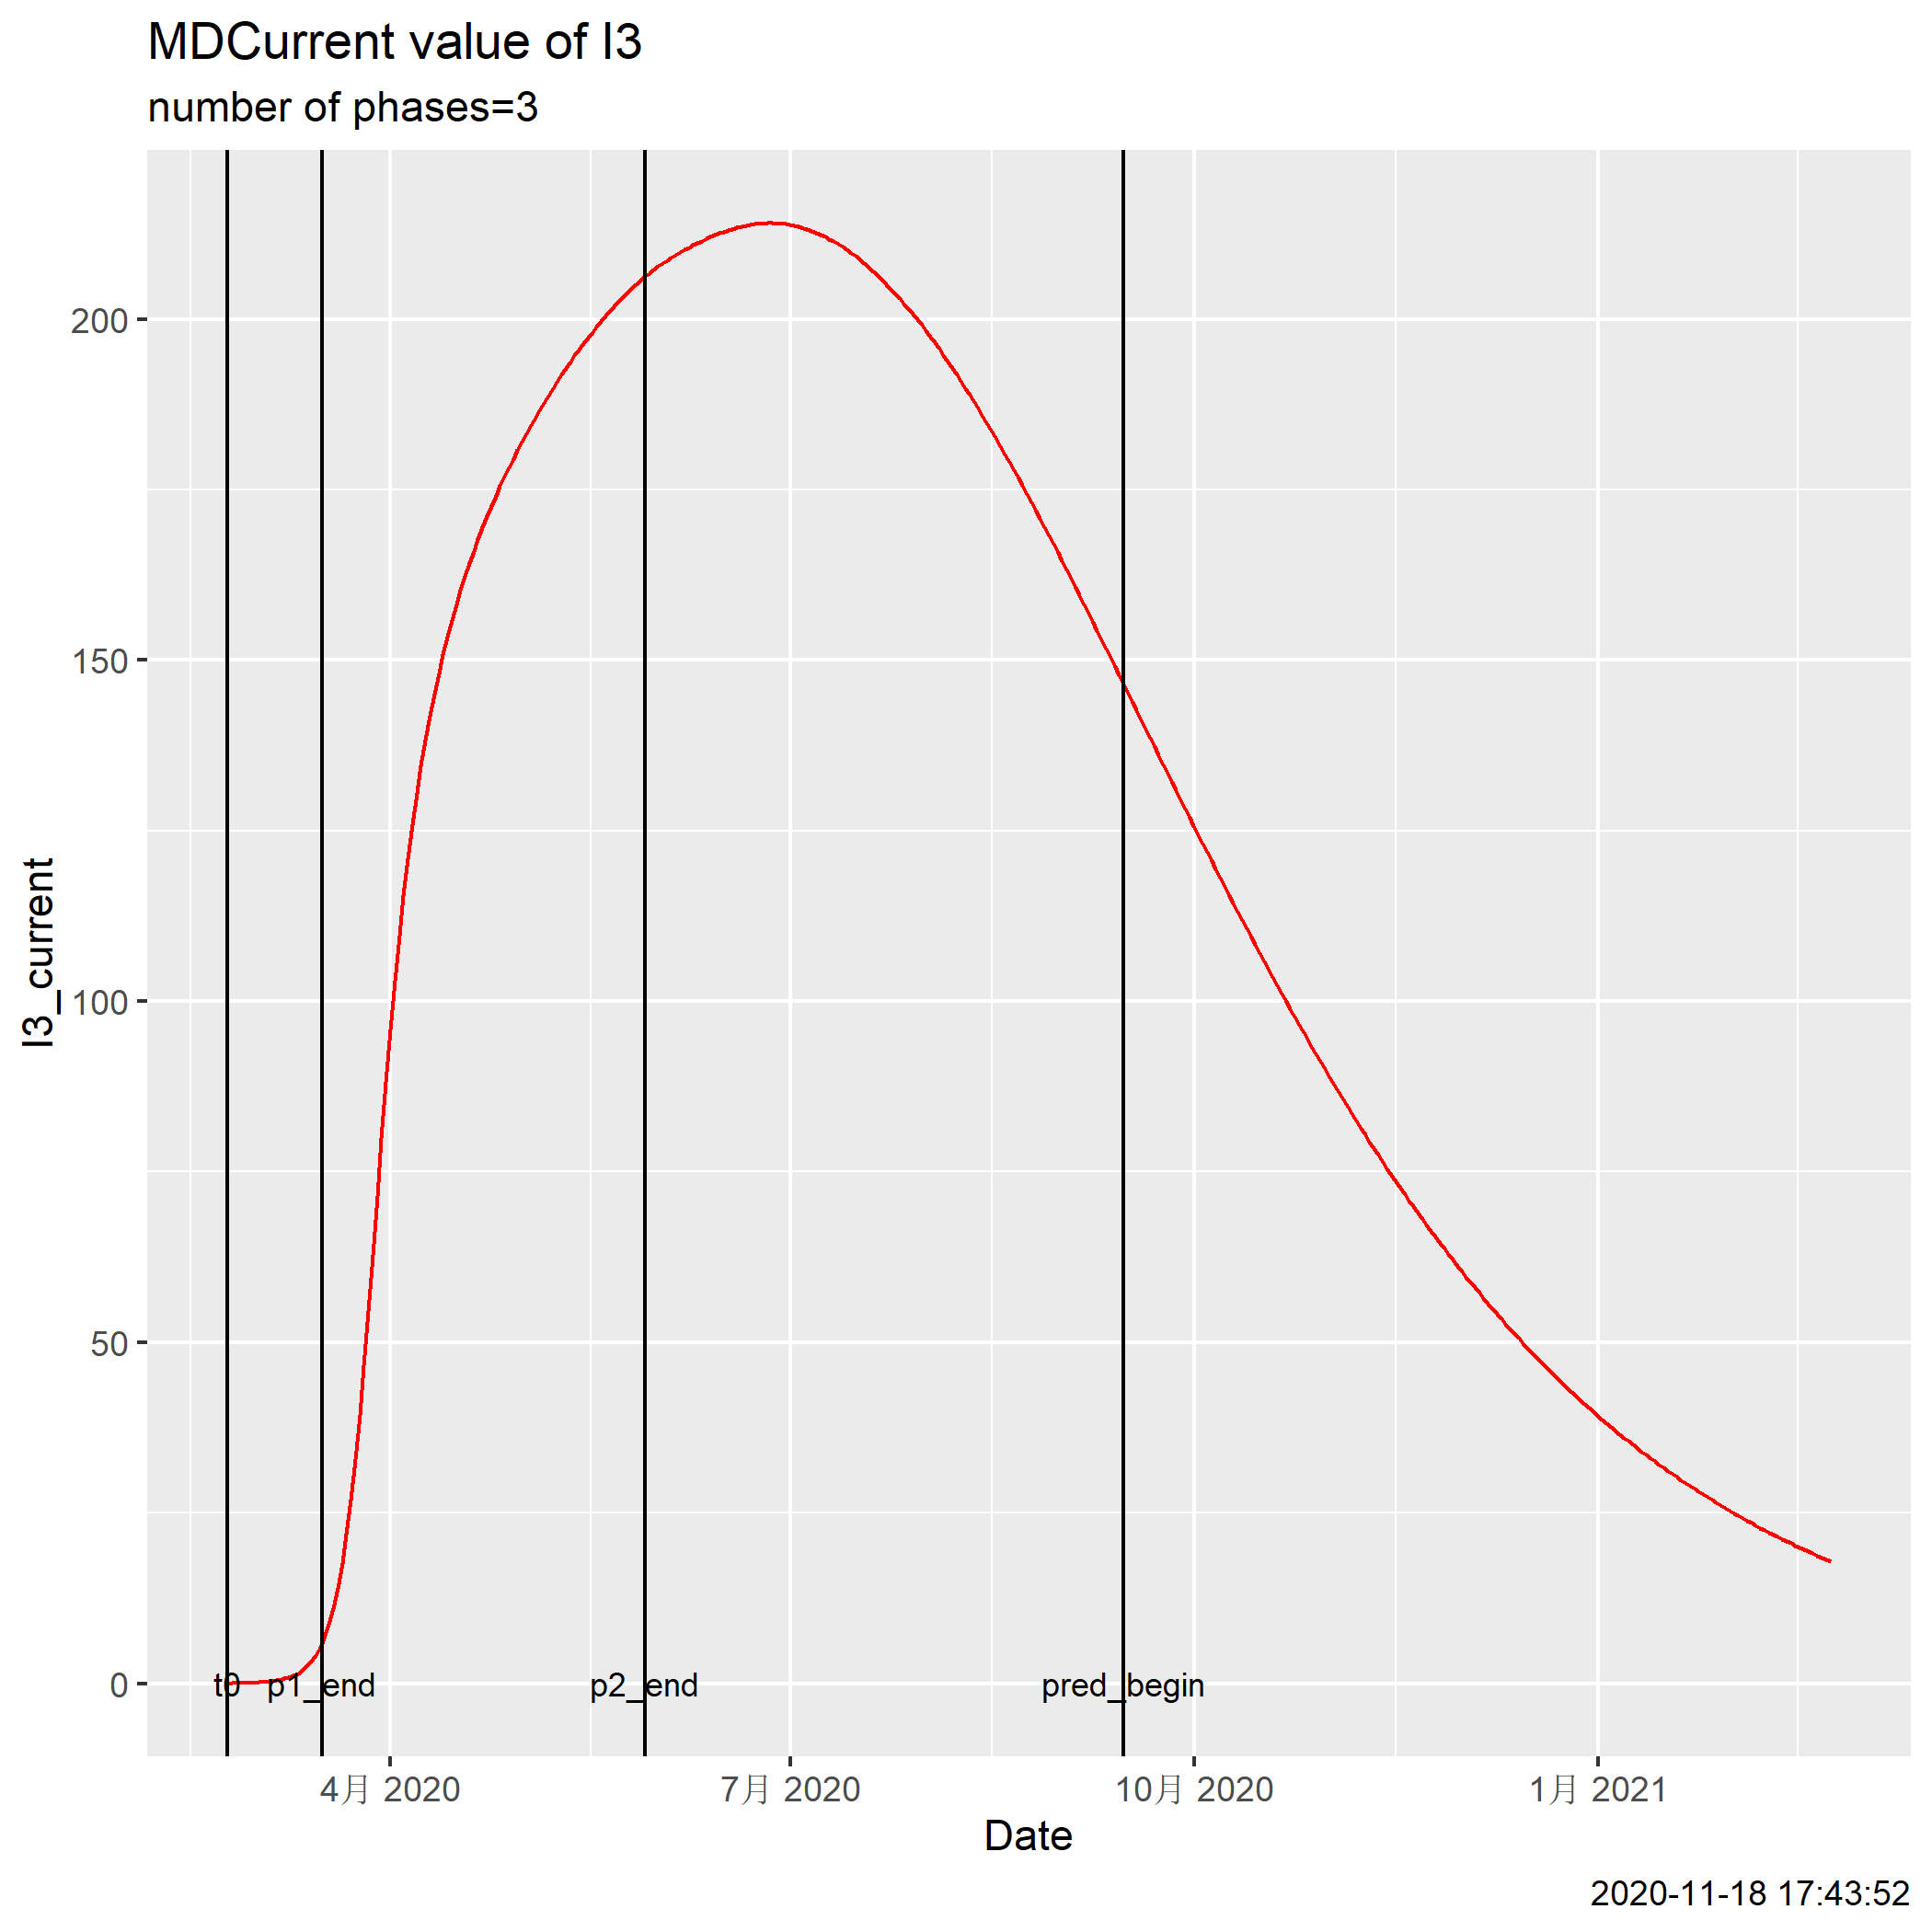 MDCurrent value of I3
number of phases=3
I3_current
200
150
100
50
0
t0 p1_end p2_end pred_begin
4月 2020 7月 2020 10月 2020 1月 2021
Date
2020-11-18 17:43:52